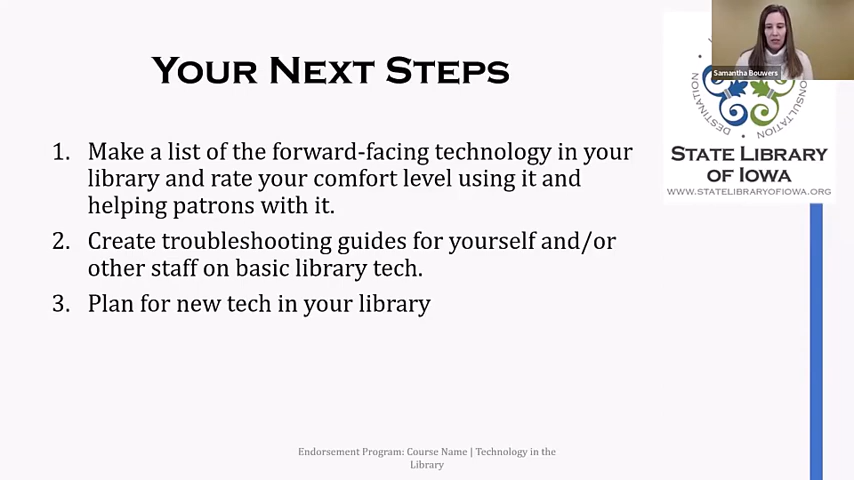 YOUR NEXT STEPS
Samantha Bouwers
DESTINATION
CONSULTATION
STATE LIBRARY
OF IOWA
WWW.STATELIBRARYOFIOWA.ORG
1. Make a list of the forward-facing technology in your
library and rate your comfort level using it and
helping patrons with it.
2. Create troubleshooting guides for yourself and/or
other staff on basic library tech.
3. Plan for new tech in your library
Endorsement Program: Course Name | Technology in the
Library